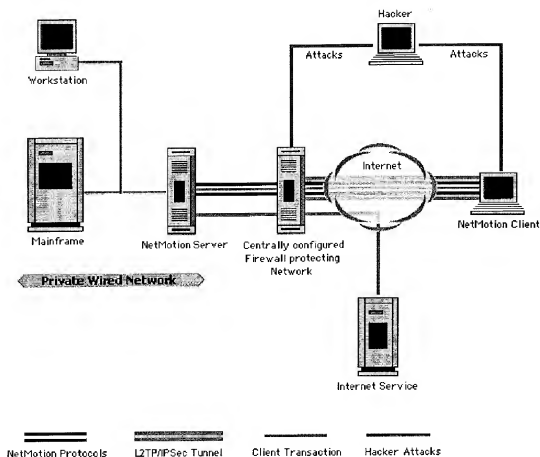 Hacker
Attacks
Attacks
Workstation
Internet
Mainframe
NetMotion Server
Centrally configured
Firewall protecting
Network
NetMotion Client
Private Wired Network
Internet Service
NetMotion Protocols
L2TP/IPSec Tunnel
Client Transaction
Hacker Attacks